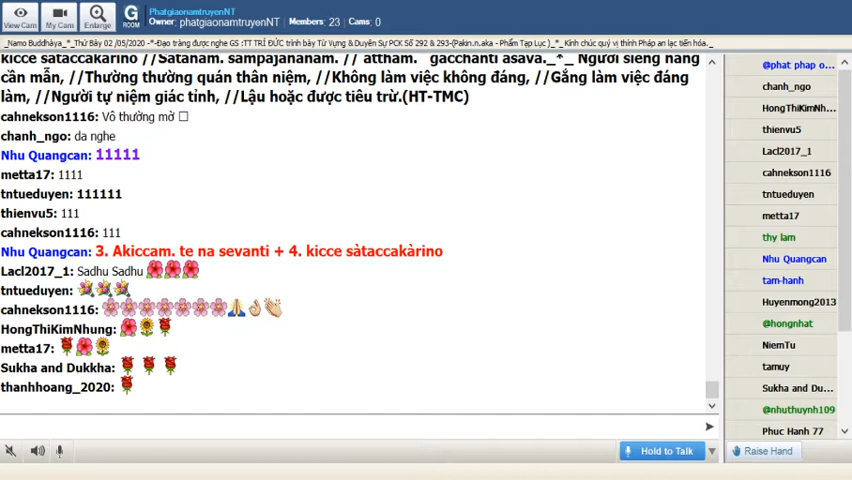 View Cam
My Cam
Enlarge
G
ROOM
Phatgiaonamtruyen​NT
Owner: phatgiaonamtruyenNT Members: 23 Cams: 0
_Namo Buddhàya_*_Thứ Bảy 02 /05/2020 -*-Đạo tràng được nghe GS :TT TRÍ ĐỨC trình bày Từ Vựng & Duyên Sự PCK Số 292 & 293-(Pakin.n.aka - Phẩm Tạp Lục )_*_ Kính chúc quý vị thính Pháp an lạc tiến hóa._
kicce sàtaccakàrino //Satànam. sampajànànam. // attham. gacchanti àsavà._*_ Người siêng năng
cần mẫn, //Thường thường quán thân niệm, //Không làm việc không đáng, //Gắng làm việc đáng
làm, //Người tự niệm giác tỉnh, //Lậu hoặc được tiêu trừ.(HT-TMC)
cahnekson1116: Vô thường mờ
chanh_ngo: da nghe
Nhu Quangcan: 11111
metta17: 1111
tntueduyen: 111111
thienvu5: 111
cahnekson1116: 111
Nhu Quangcan: 3. Akiccam. te na sevanti + 4. kicce sàtaccakàrino
Lacl2017_1: Sadhu Sadhu
tntueduyen:
cahnekson1116:
HongThiKimNhung:
metta17:
Sukha and Dukkha:
thanhhoang_2020:
@phat phap o...
chanh_ngo
HongThiKimNh...
thienvu5
Lacl2017_1
cahnekson1116
tntueduyen
metta17
thy lam
Nhu Quangcan
tam-hanh
Huyenmong2013
@hongnhat
NiemTu
tamuy
Sukha and Du...
@nhuthuynh109
Phuc Hanh 77
Hold to Talk
Raise Hand